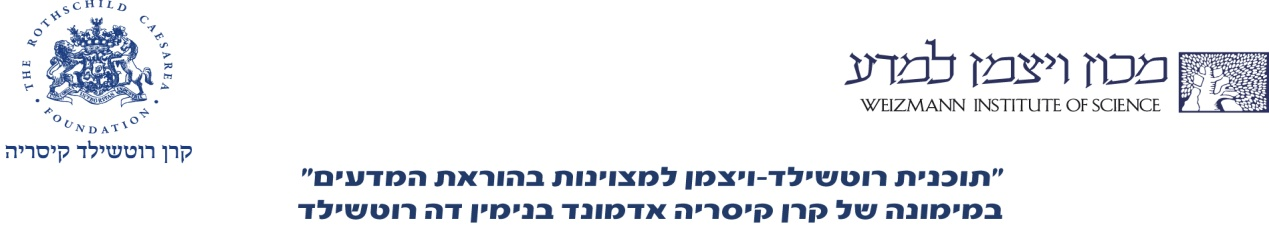 THE ROTHSCHILD CAESAREA
• FOUNDATION •
קרן רוטשילד קיסריה
מכון ויצמן למדע
WEIZMANN INSTITUTE OF SCIENCE
"תוכנית רוטשילד-ויצמן למצוינות בהוראת המדעים"
במימונה של קרן קיסריה אדמונד בנימין דה רוטשילד